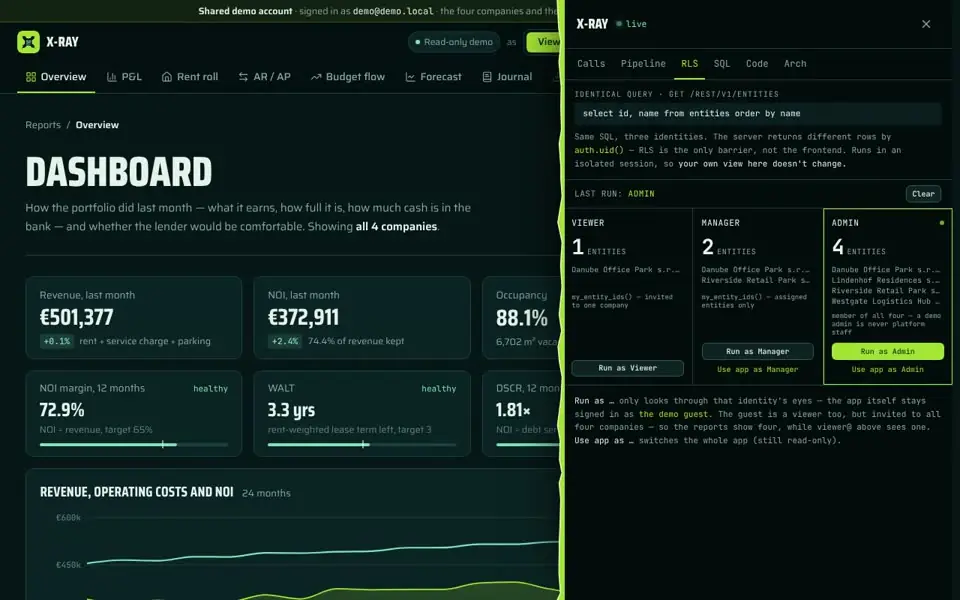 Shared demo account · signed in as demo@demo.local · the four companies and the
X-RAY
Read-only demo
as
View
Overview
P&L
Rent roll
AR / AP
Budget flow
Forecast
Journal
Reports / Overview
DASHBOARD
How the portfolio did last month — what it earns, how full it is, how much cash is in the
bank — and whether the lender would be comfortable. Showing all 4 companies.
Revenue, last month
€501,377
+0.1% rent + service charge + parking
NOI, last month
€372,911
+2.4% 74.4% of revenue kept
Occupancy
88.1%
6,702 m²
NOI margin, 12 months
healthy
72.9%
NOI ÷ revenue, target 65%
WALT
healthy
3.3 yrs
rent-weighted lease term left, target 3
DSCR, 12
1.81×
NOI ÷ debt
REVENUE, OPERATING COSTS AND NOI 24 months
€600k
€450k
X-RAY live
Calls
Pipeline
RLS
SQL
Code
Arch
IDENTICAL QUERY · GET /REST/V1/ENTITIES
select id, name from entities order by name
Same SQL, three identities. The server returns different rows by
auth.uid() — RLS is the only barrier, not the frontend. Runs in an
isolated session, so your own view here doesn't change.
LAST RUN: ADMIN
Clear
VIEWER
1 ENTITIES
Danube Office Park s.r.…
my_entity_ids() — invited
to one company
Run as Viewer
MANAGER
2 ENTITIES
Danube Office Park s.r.…
Riverside Retail Park s…
my_entity_ids() — assigned
entities only
Run as Manager
Use app as Manager
ADMIN
4 ENTITIES
Danube Office Park s.r.…
Lindenhof Residences s.…
Riverside Retail Park s…
Westgate Logistics Hub …
member of all four — a demo
admin is never platform
staff
Run as Admin
Use app as Admin
Run as … only looks through that identity's eyes — the app itself stays
signed in as the demo guest. The guest is a viewer too, but invited to all
four companies — so the reports show four, while viewer@ above sees one.
Use app as … switches the whole app (still read-only).